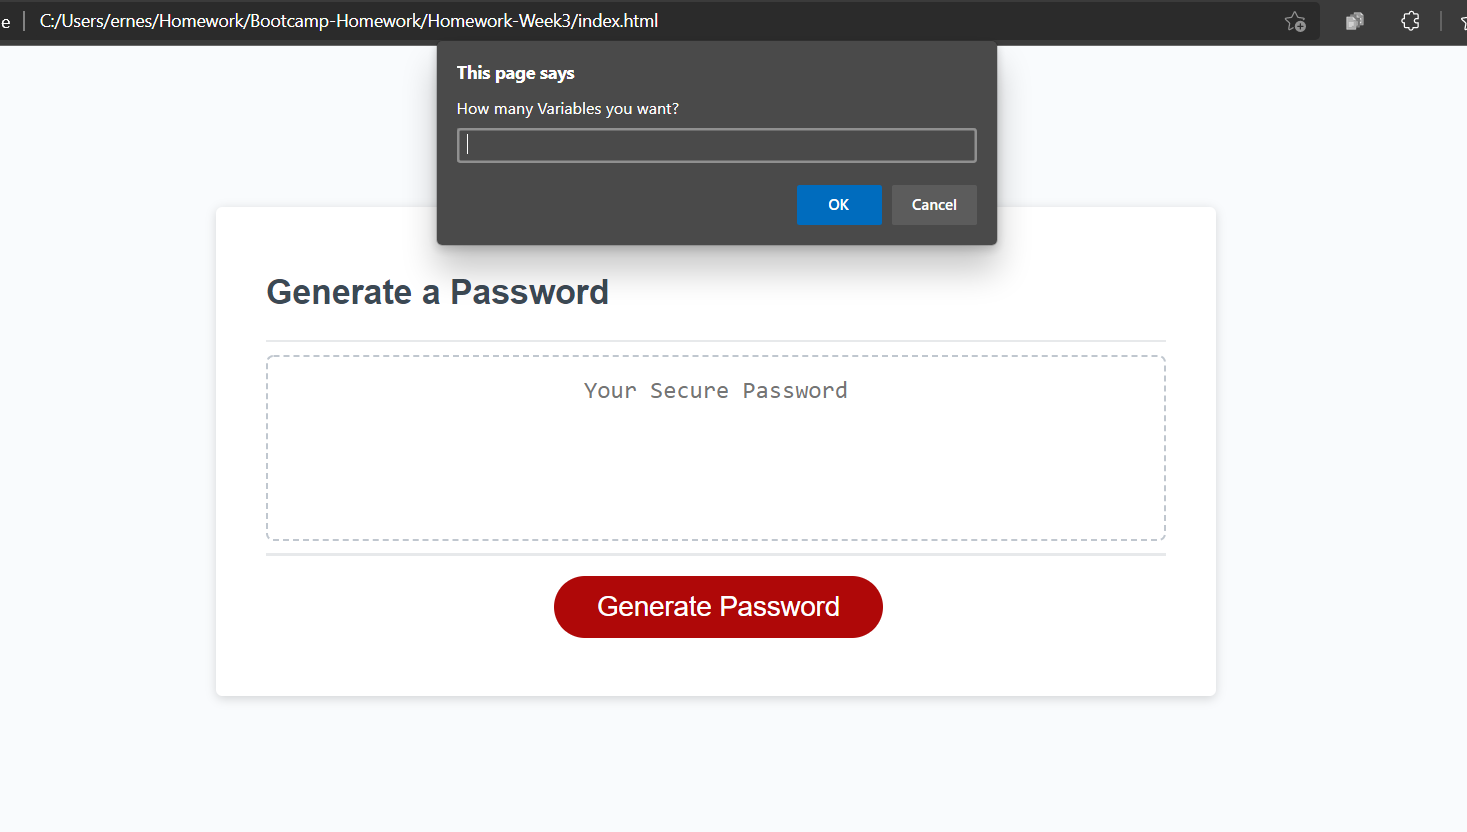 e C:/Users/ernes/Homework/Bootcamp-Homework/Homework-Week3/index.html
This page says
How many Variables you want?
OK Cancel
Generate a Password
Your Secure Password
Generate Password